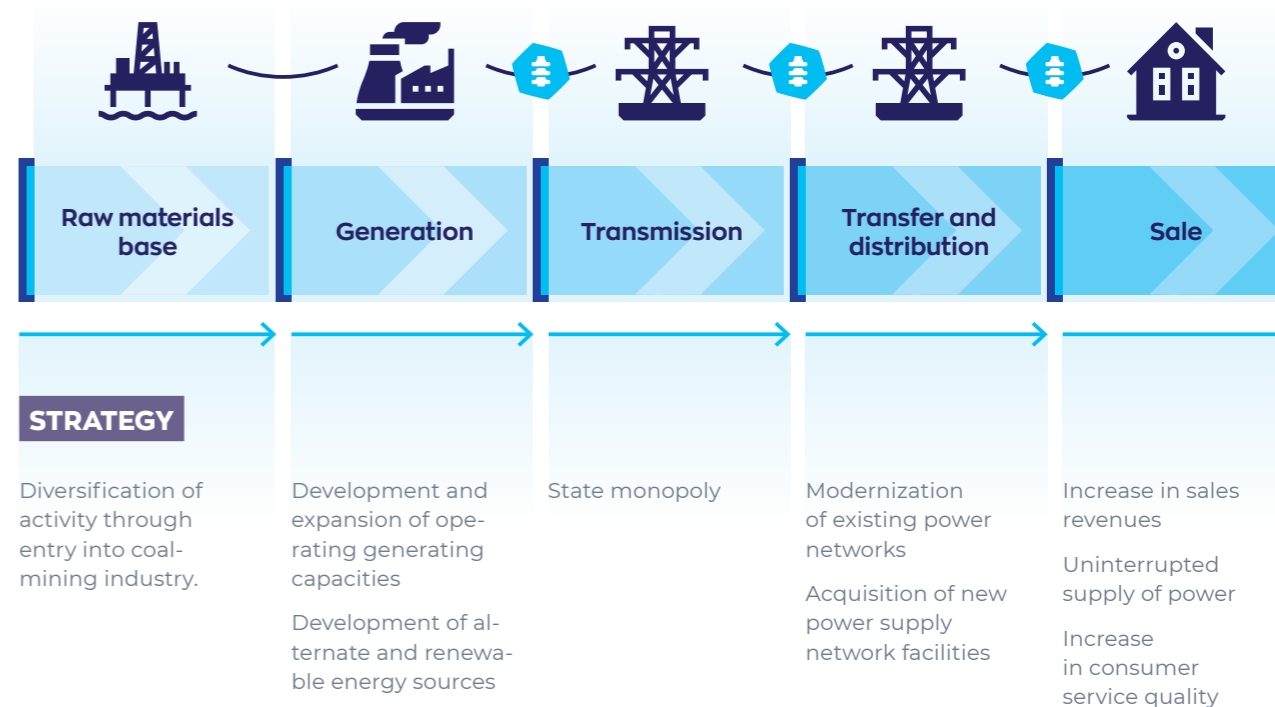 Raw materials
base
Generation
Transmission
Transfer and
distribution
Sale
STRATEGY
Diversification of
activity through
entry into coal-
mining industry.
Development and
expansion of ope-
rating generating
capacities
Development of al-
ternate and renewa-
ble energy sources
State monopoly
Modernization
of existing power
networks
Acquisition of new
power supply
network facilities
Increase in sales
revenues
Uninterrupted
supply of power
Increase
in consumer
service quality